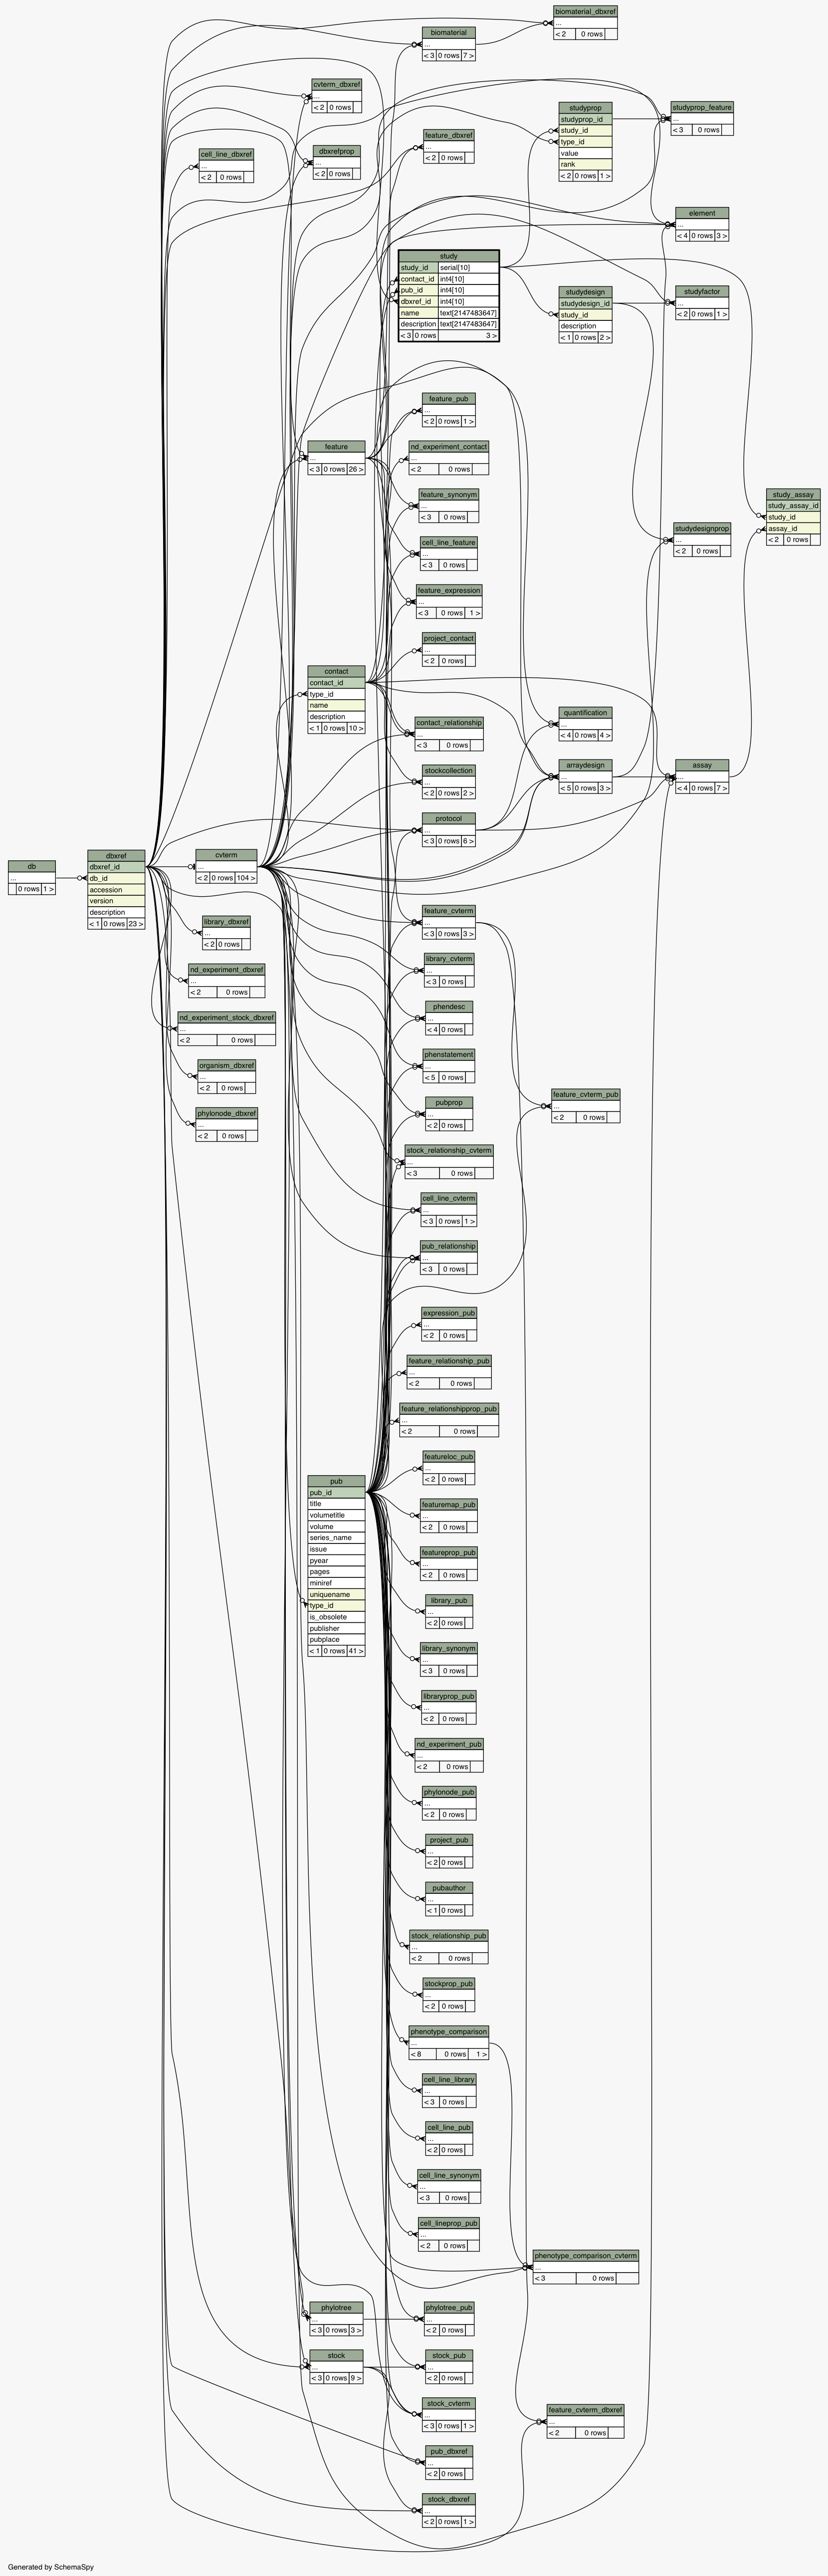 biomaterial_dbxref
...
< 2 0 rows
biomaterial
...
< 3 0 rows 7 >
cvterm_dbxref
...
< 2 0 rows
studyprop
studyprop_id
study_id
type_id
value
rank
< 2 0 rows 1 >
studyprop_feature
...
< 3 0 rows
feature_dbxref
...
< 2 0 rows
dbxrefprop
...
< 2 0 rows
cell_line_dbxref
...
< 2 0 rows
element
...
< 4 0 rows 3 >
study
study_id serial[10]
contact_id int4[10]
pub_id int4[10]
dbxref_id int4[10]
name text[2147483647]
description text[2147483647]
< 3 0 rows 3 >
studydesign
studydesign_id
study_id
description
< 1 0 rows 2 >
studyfactor
...
< 2 0 rows 1 >
feature_pub
...
< 2 0 rows 1 >
feature
...
< 3 0 rows 26 >
nd_experiment_contact
...
< 2 0 rows
feature_synonym
...
< 3 0 rows
study_assay
study_assay_id
study_id
assay_id
< 2 0 rows
studydesignprop
...
< 2 0 rows
cell_line_feature
...
< 3 0 rows
feature_expression
...
< 3 0 rows 1 >
project_contact
...
< 2 0 rows
contact
contact_id
type_id
name
description
< 1 0 rows 10 >
quantification
...
< 4 0 rows 4 >
contact_relationship
...
< 3 0 rows
arraydesign
...
< 5 0 rows 3 >
assay
...
< 4 0 rows 7 >
stockcollection
...
< 2 0 rows 2 >
protocol
...
< 3 0 rows 6 >
db
...
0 rows 1 >
dbxref
dbxref_id
db_id
accession
version
description
< 1 0 rows 23 >
cvterm
...
< 2 0 rows 104 >
library_dbxref
...
< 2 0 rows
feature_cvterm
...
< 3 0 rows 3 >
nd_experiment_dbxref
...
< 2 0 rows
library_cvterm
...
< 3 0 rows
nd_experiment_stock_dbxref
...
< 2 0 rows
phendesc
...
< 4 0 rows
organism_dbxref
...
< 2 0 rows
phenstatement
...
< 5 0 rows
feature_cvterm_pub
...
< 2 0 rows
phylonode_dbxref
...
< 2 0 rows
pubprop
...
< 2 0 rows
stock_relationship_cvterm
...
< 3 0 rows
cell_line_cvterm
...
< 3 0 rows 1 >
pub_relationship
...
< 3 0 rows
expression_pub
...
< 2 0 rows
feature_relationship_pub
...
< 2 0 rows
feature_relationshipprop_pub
...
< 2 0 rows
featureloc_pub
...
< 2 0 rows
pub
pub_id
title
volumetitle
volume
series_name
issue
pyear
pages
miniref
uniquename
type_id
is_obsolete
publisher
pubplace
< 1 0 rows 41 >
featuremap_pub
...
< 2 0 rows
featureprop_pub
...
< 2 0 rows
library_pub
...
< 2 0 rows
library_synonym
...
< 3 0 rows
libraryprop_pub
...
< 2 0 rows
nd_experiment_pub
...
< 2 0 rows
phylonode_pub
...
< 2 0 rows
project_pub
...
< 2 0 rows
pubauthor
...
< 1 0 rows
stock_relationship_pub
...
< 2 0 rows
stockprop_pub
...
< 2 0 rows
phenotype_comparison
...
< 8 0 rows 1 >
cell_line_library
...
< 3 0 rows
cell_line_pub
...
< 2 0 rows
cell_line_synonym
...
< 3 0 rows
cell_lineprop_pub
...
< 2 0 rows
phenotype_comparison_cvterm
...
< 3 0 rows
phylotree
...
< 3 0 rows 3 >
phylotree_pub
...
< 2 0 rows
stock
...
< 3 0 rows 9 >
stock_pub
...
< 2 0 rows
stock_cvterm
...
< 3 0 rows 1 >
feature_cvterm_dbxref
...
< 2 0 rows
pub_dbxref
...
< 2 0 rows
stock_dbxref
...
< 2 0 rows 1 >
Generated by SchemaSpy